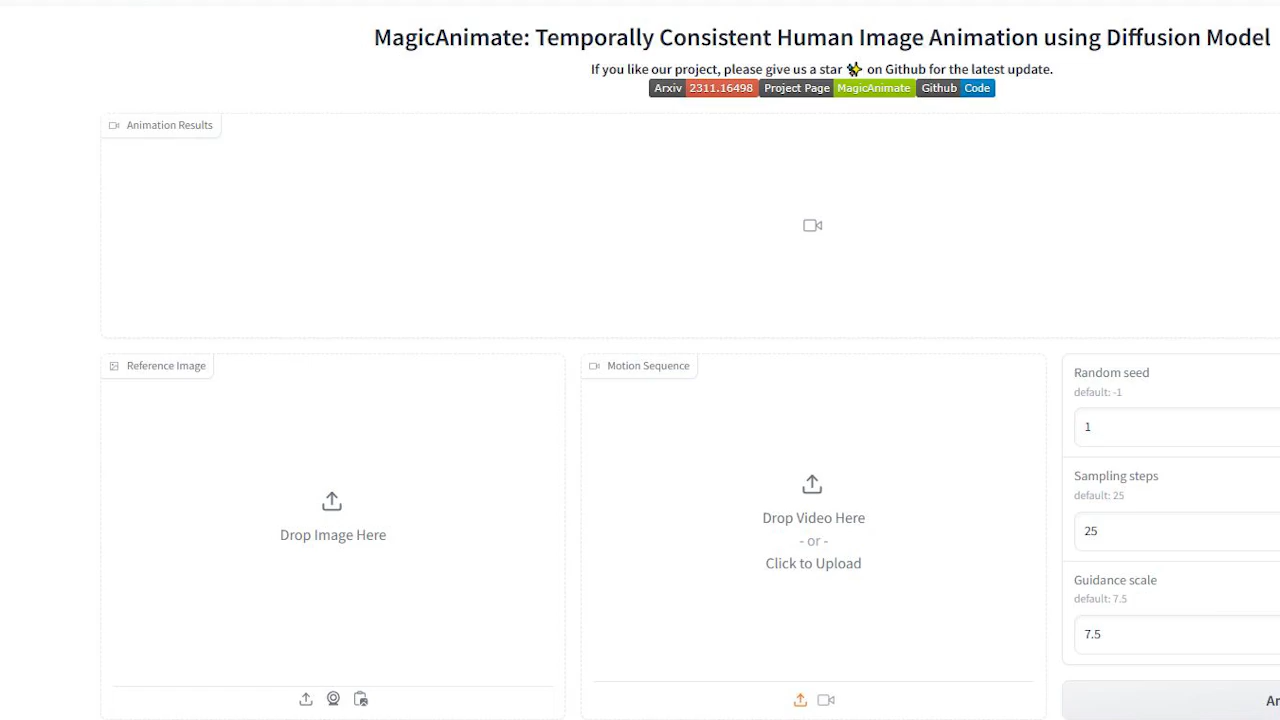 MagicAnimate: Temporally Consistent Human Image Animation using Diffusion Model
If you like our project, please give us a star ✨ on Github for the latest update.
Arxiv 2311.16498 Project Page MagicAnimate Github Code
Animation Results
Reference Image
Drop Image Here
Motion Sequence
Drop Video Here
- or -
Click to Upload
Random seed
default: -1
1
Sampling steps
default: 25
25
Guidance scale
default: 7.5
7.5